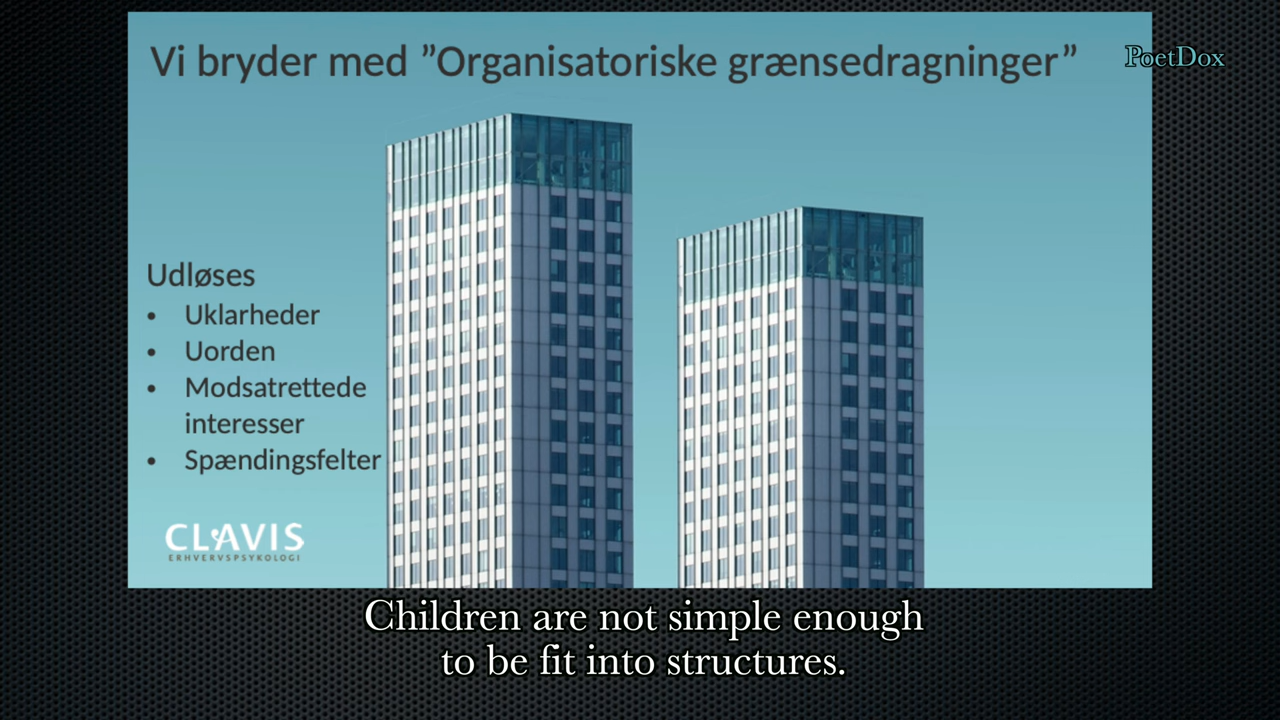 Vi bryder med ”Organisatoriske grænsedragninger”
PoetDox
Udløses
• Uklarheder
• Uorden
• Modsatrettede
interesser
• Spændingsfelter
CLAVIS
ERHVERVSPSYKOLOGI
Children are not simple enough
to be fit into structures.